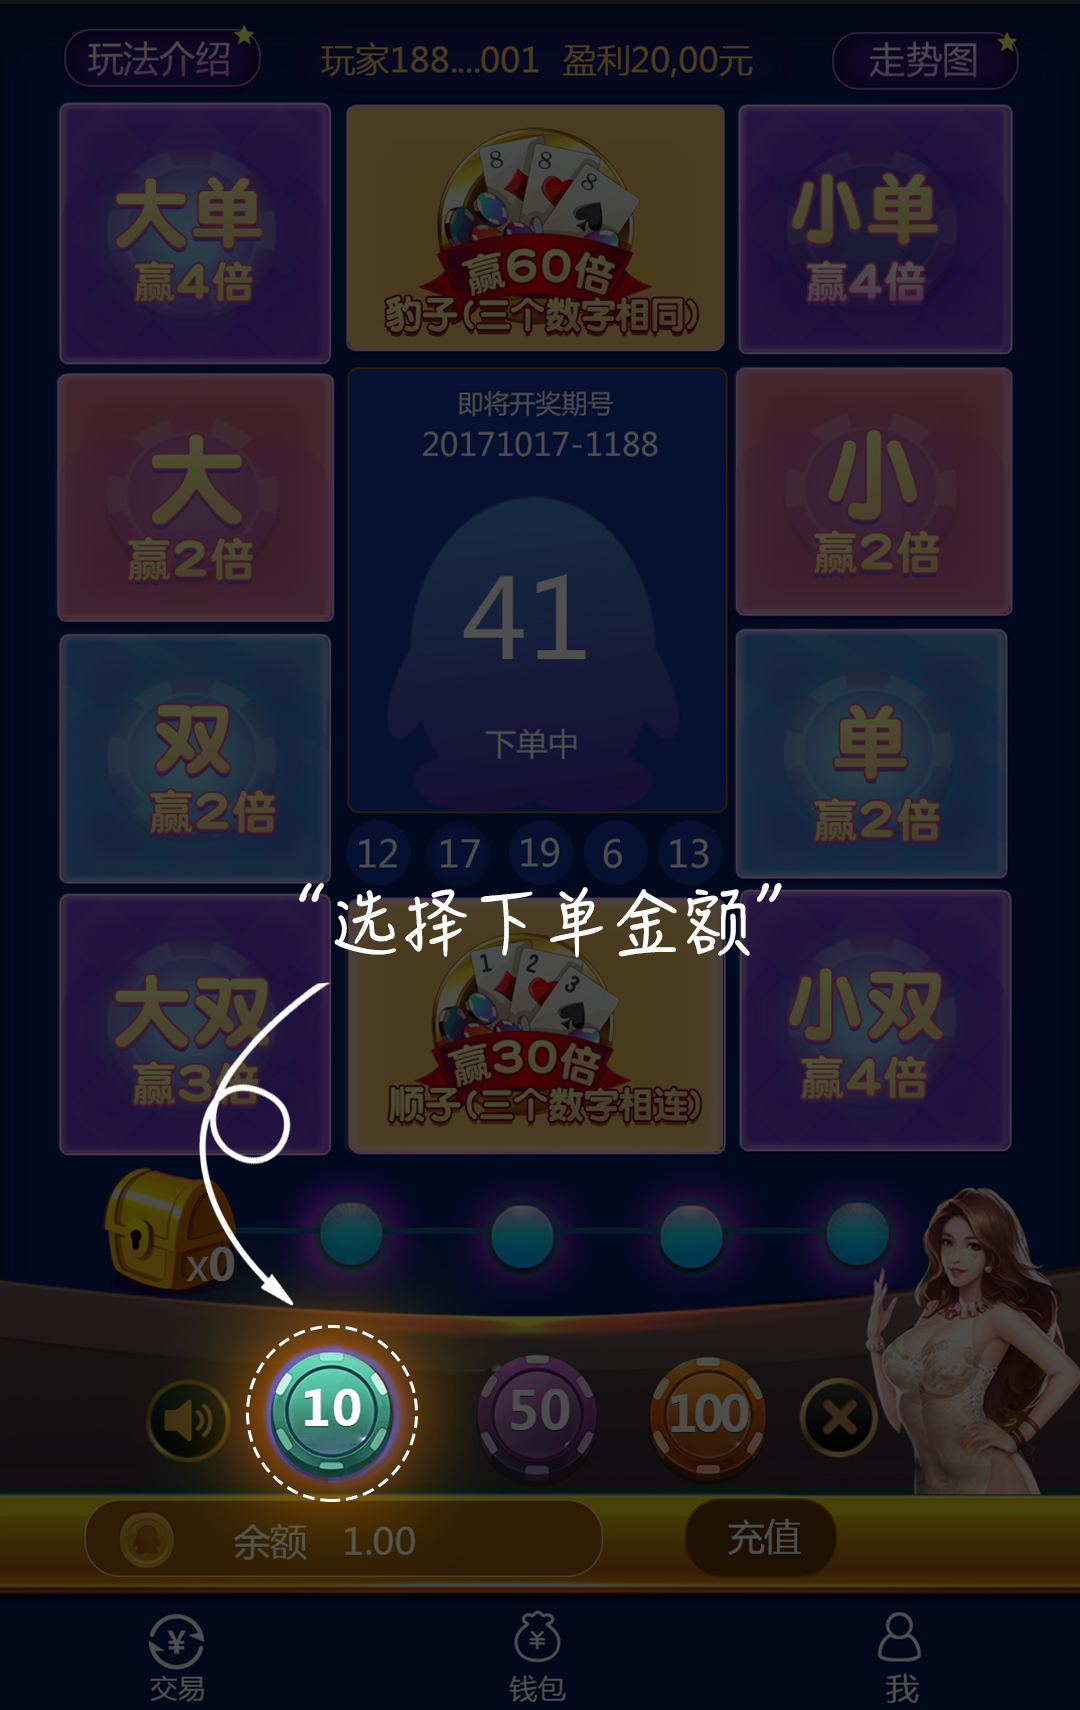 玩法介绍
玩家188....001 盈利20,00元
走势图
大单
赢4倍
8 8 8
赢60倍
豹子(三个数字相同)
小单
赢4倍
大
赢2倍
即将开奖期号
20171017-1188
41
下单中
小
赢2倍
双
赢2倍
单
赢2倍
12 17 19 6 13
“选择下单金额”
大双
赢3倍
1 2 3
赢30倍
顺子(三个数字相连)
小双
赢4倍
x0
10
50
100
余额 1.00
充值
交易
钱包
我